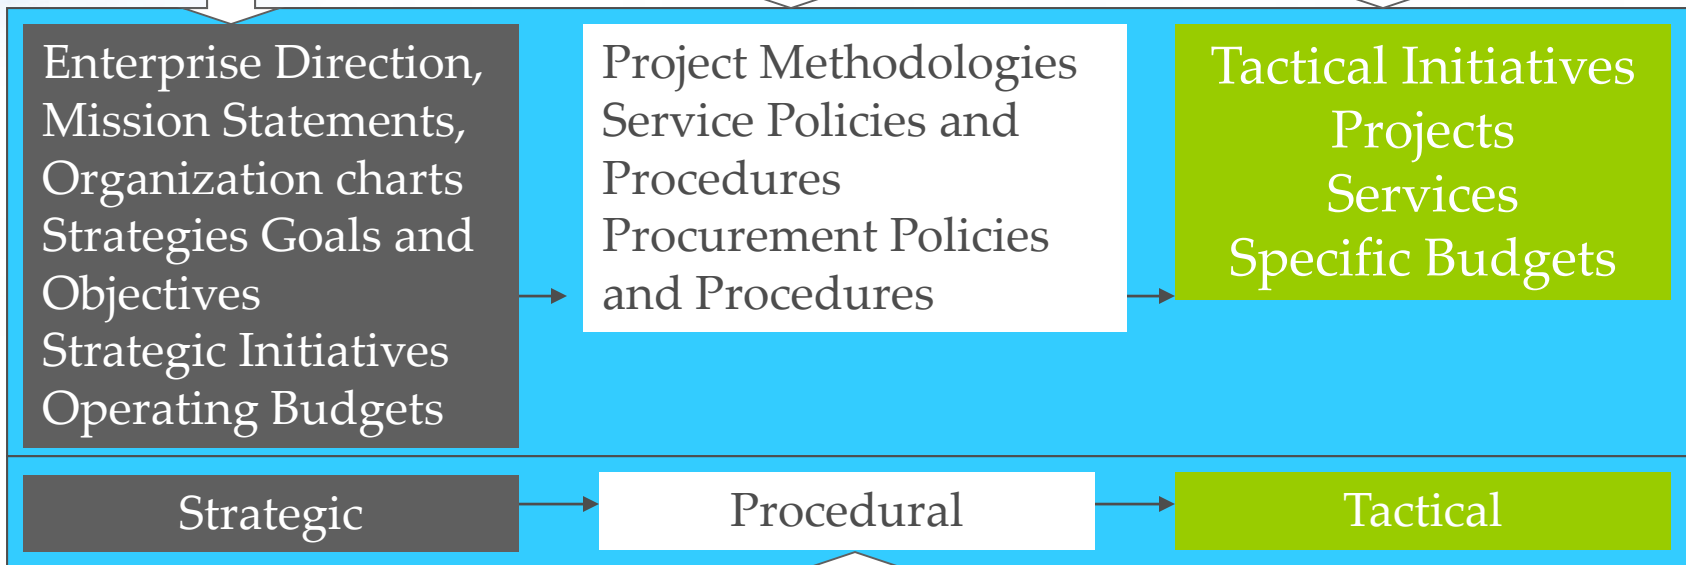 Enterprise Direction,
Mission Statements,
Organization charts
Strategies Goals and
Objectives
Strategic Initiatives
Operating Budgets
Project Methodologies
Service Policies and
Procedures
Procurement Policies
and Procedures
Tactical Initiatives
Projects
Services
Specific Budgets
Strategic
Procedural
Tactical